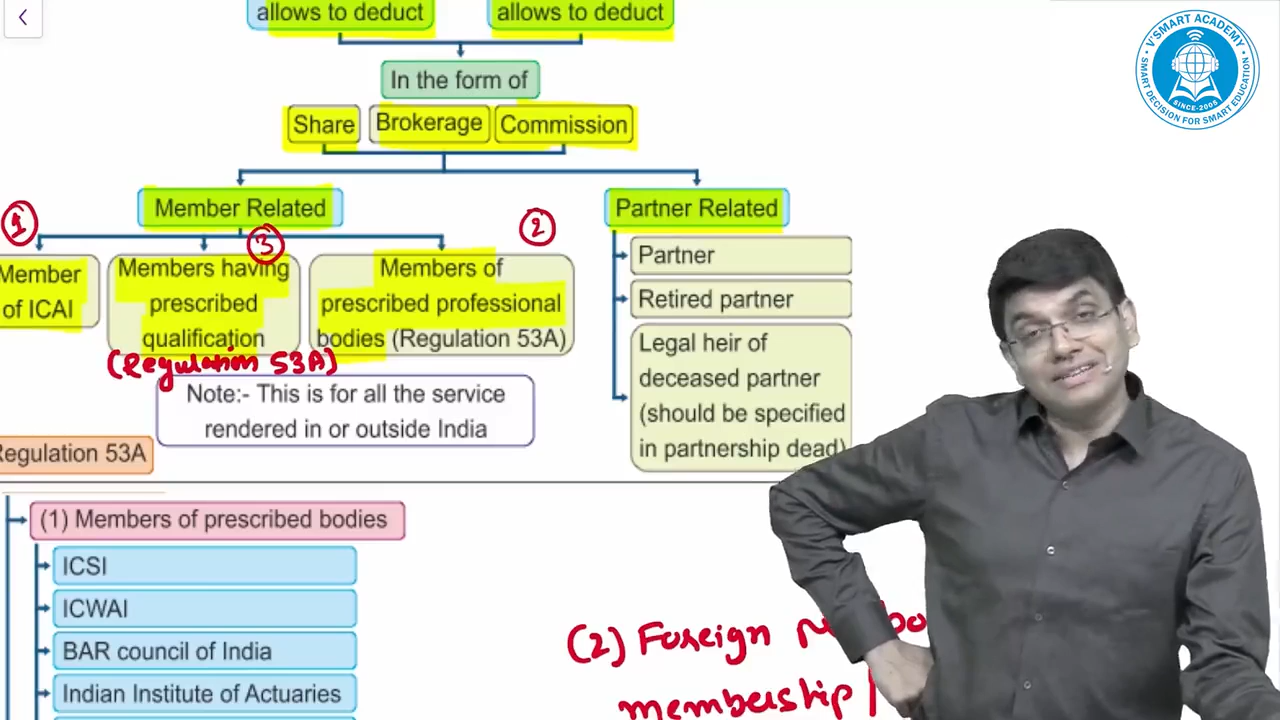 allows to deduct
allows to deduct
In the form of
Share
Brokerage
Commission
Member Related
Partner Related
1
3
2
Member
of ICAI
Members having
prescribed
qualification
(Regulation 53A)
Members of
prescribed professional
bodies (Regulation 53A)
Partner
Retired partner
Legal heir of
deceased partner
(should be specified
in partnership dead)
Note:- This is for all the service
rendered in or outside India
Regulation 53A
(1) Members of prescribed bodies
ICSI
ICWAI
BAR council of India
Indian Institute of Actuaries
(2) Foreign
membership
V'SMART ACADEMY
SINCE-2005
SMART DECISION FOR SMART EDUCATION